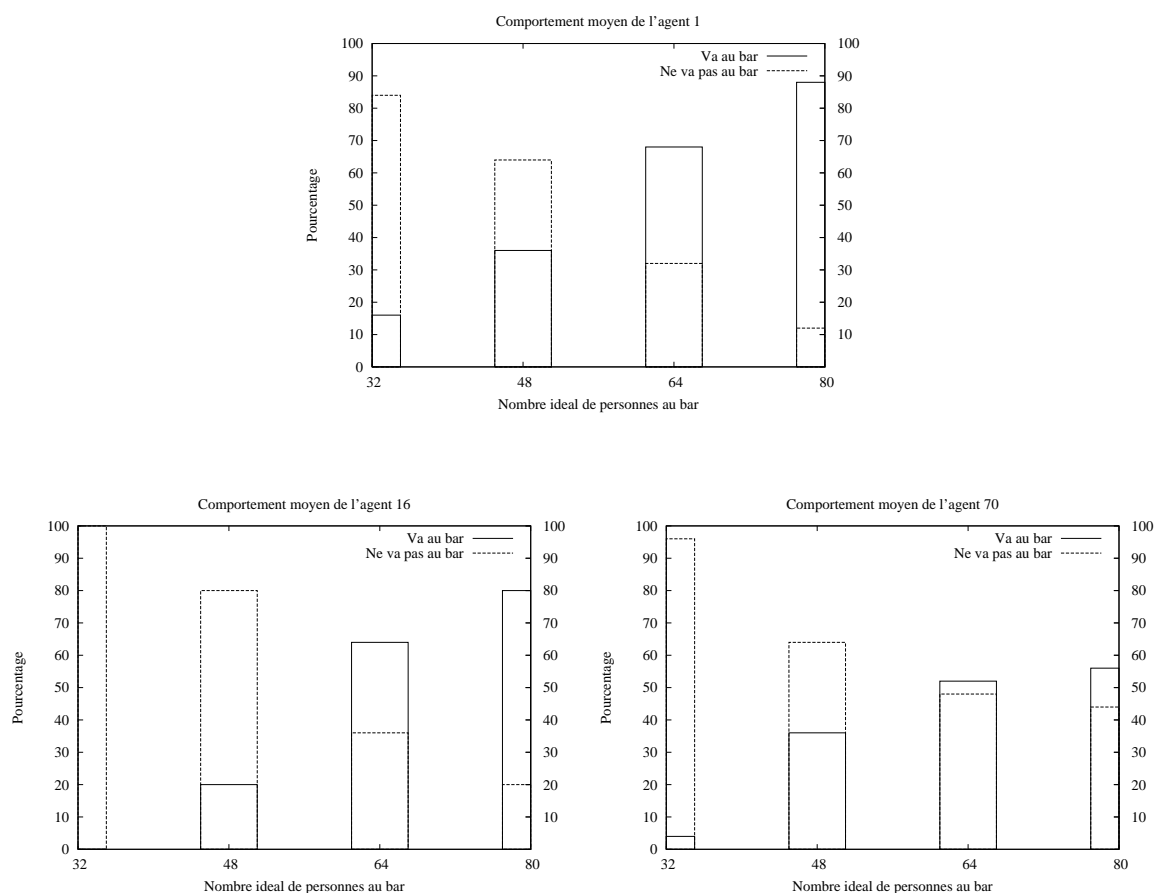 Comportement moyen de l'agent 1
100 100
Va au bar
Ne va pas au bar
90 90
80 80
70 70
60 60
50 50
40 40
30 30
20 20
10 10
0
Pourcentage
32 48 64 80
Nombre ideal de personnes au bar
Comportement moyen de l'agent 16
100 100
Va au bar
Ne va pas au bar
90 90
80 80
70 70
60 60
50 50
40 40
30 30
20 20
10 10
0
Pourcentage
32 48 64 80
Nombre ideal de personnes au bar
Comportement moyen de l'agent 70
100 100
Va au bar
Ne va pas au bar
90 90
80 80
70 70
60 60
50 50
40 40
30 30
20 20
10 10
0
Pourcentage
32 48 64 80
Nombre ideal de personnes au bar